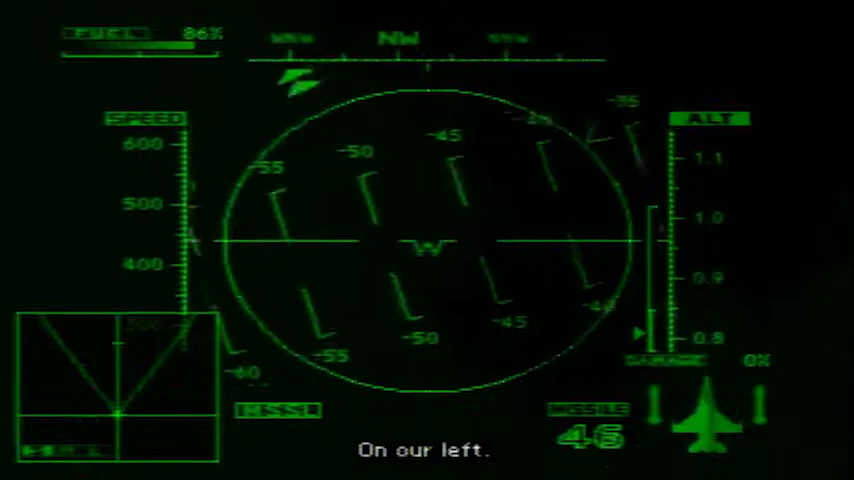 FUEL 86%
NW
-35
SPEED
ALT
-45
600
1.1
-50
-55
500
1.0
W
400
0.9
-45
-50
0.8
-55
DAMAGE 0%
-60
MSSL
MISSILE
46
On our left.